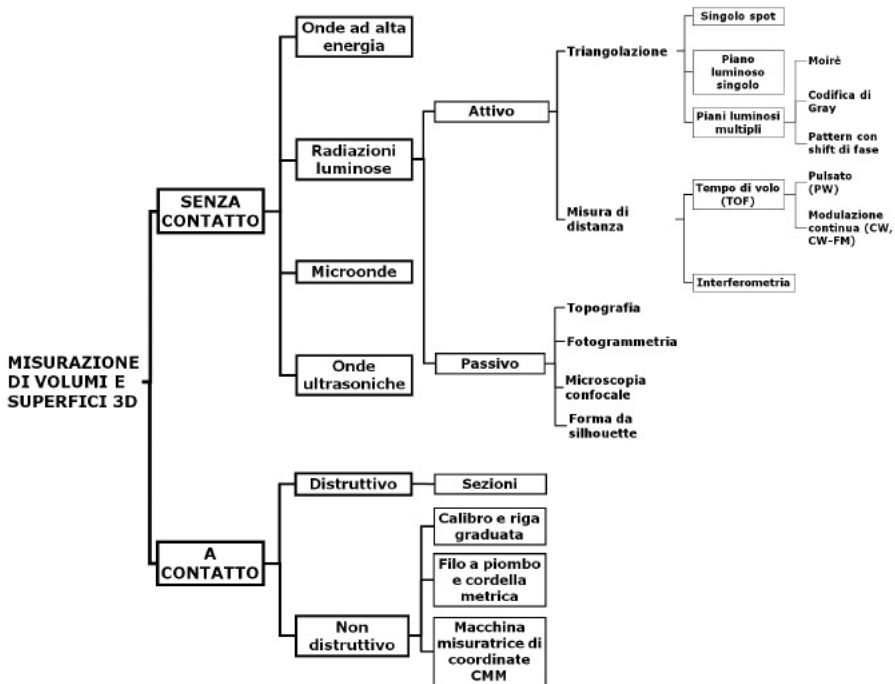 MISURAZIONE
DI VOLUMI E
SUPERFICI 3D
SENZA
CONTATTO
Onde ad alta
energia
Radiazioni
luminose
Attivo
Triangolazione
Singolo spot
Piano
luminoso
singolo
Piani luminosi
multipli
Moirè
Codifica di
Gray
Pattern con
shift di fase
Misura di
distanza
Tempo di volo
(TOF)
Pulsato
(PW)
Modulazione
continua (CW,
CW-FM)
Interferometria
Passivo
Topografia
Fotogrammetria
Microscopia
confocale
Forma da
silhouette
Microonde
Onde
ultrasoniche
A
CONTATTO
Distruttivo
Sezioni
Non
distruttivo
Calibro e riga
graduata
Filo a piombo
e cordella
metrica
Macchina
misuratrice di
coordinate
CMM